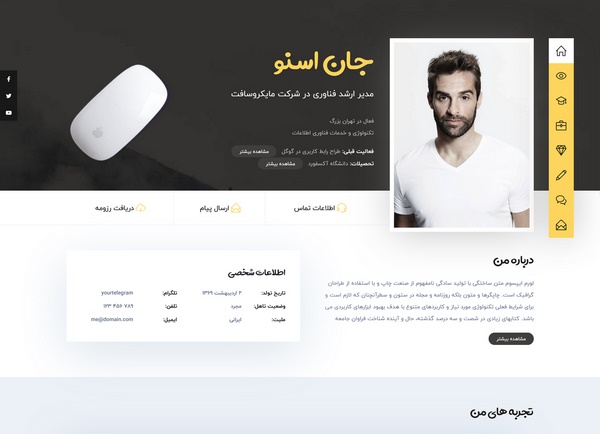 جان اسنو
مدیر ارشد فناوری در شرکت مایکروسافت
فعال در تهران بزرگ
تکنولوژی و خدمات فناوری اطلاعات
فعالیت قبلی: طراح رابط کاربری در گوگل مشاهده بیشتر
تحصیلات: دانشگاه آکسفورد مشاهده بیشتر
اطلاعات تماس
ارسال پیام
دریافت رزومه
درباره من
لورم ایپسوم متن ساختگی با تولید سادگی نامفهوم از صنعت چاپ و با استفاده از طراحان
گرافیک است. چاپگرها و متون بلکه روزنامه و مجله در ستون و سطرآنچنان که لازم است و
برای شرایط فعلی تکنولوژی مورد نیاز و کاربردهای متنوع با هدف بهبود ابزارهای کاربردی می
باشد. کتابهای زیادی در شصت و سه درصد گذشته، حال و آینده شناخت فراوان جامعه
مشاهده بیشتر
اطلاعات شخصی
تاریخ تولد: ۲ اردیبهشت ۱۳۶۹
تلگرام: yourtelegram
وضعیت تاهل: مجرد
تلفن: ۱۲۳ ۴۵۶ ۷۸۹
ملیت: ایرانی
ایمیل: me@domain.com
تجربه های من